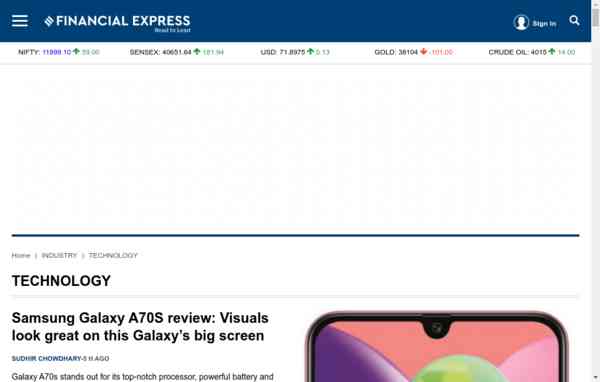 FINANCIAL EXPRESS
Read to Lead
Sign In
NIFTY: 11999.10 59.00 SENSEX: 40651.64 181.94 USD: 71.8975 0.13 GOLD: 38104 -101.00 CRUDE OIL: 4015 14.00
Home | INDUSTRY | TECHNOLOGY
TECHNOLOGY
Samsung Galaxy A70S review: Visuals
look great on this Galaxy’s big screen
SUDHIR CHOWDHARY-5 H AGO
Galaxy A70s stands out for its top-notch processor, powerful battery and